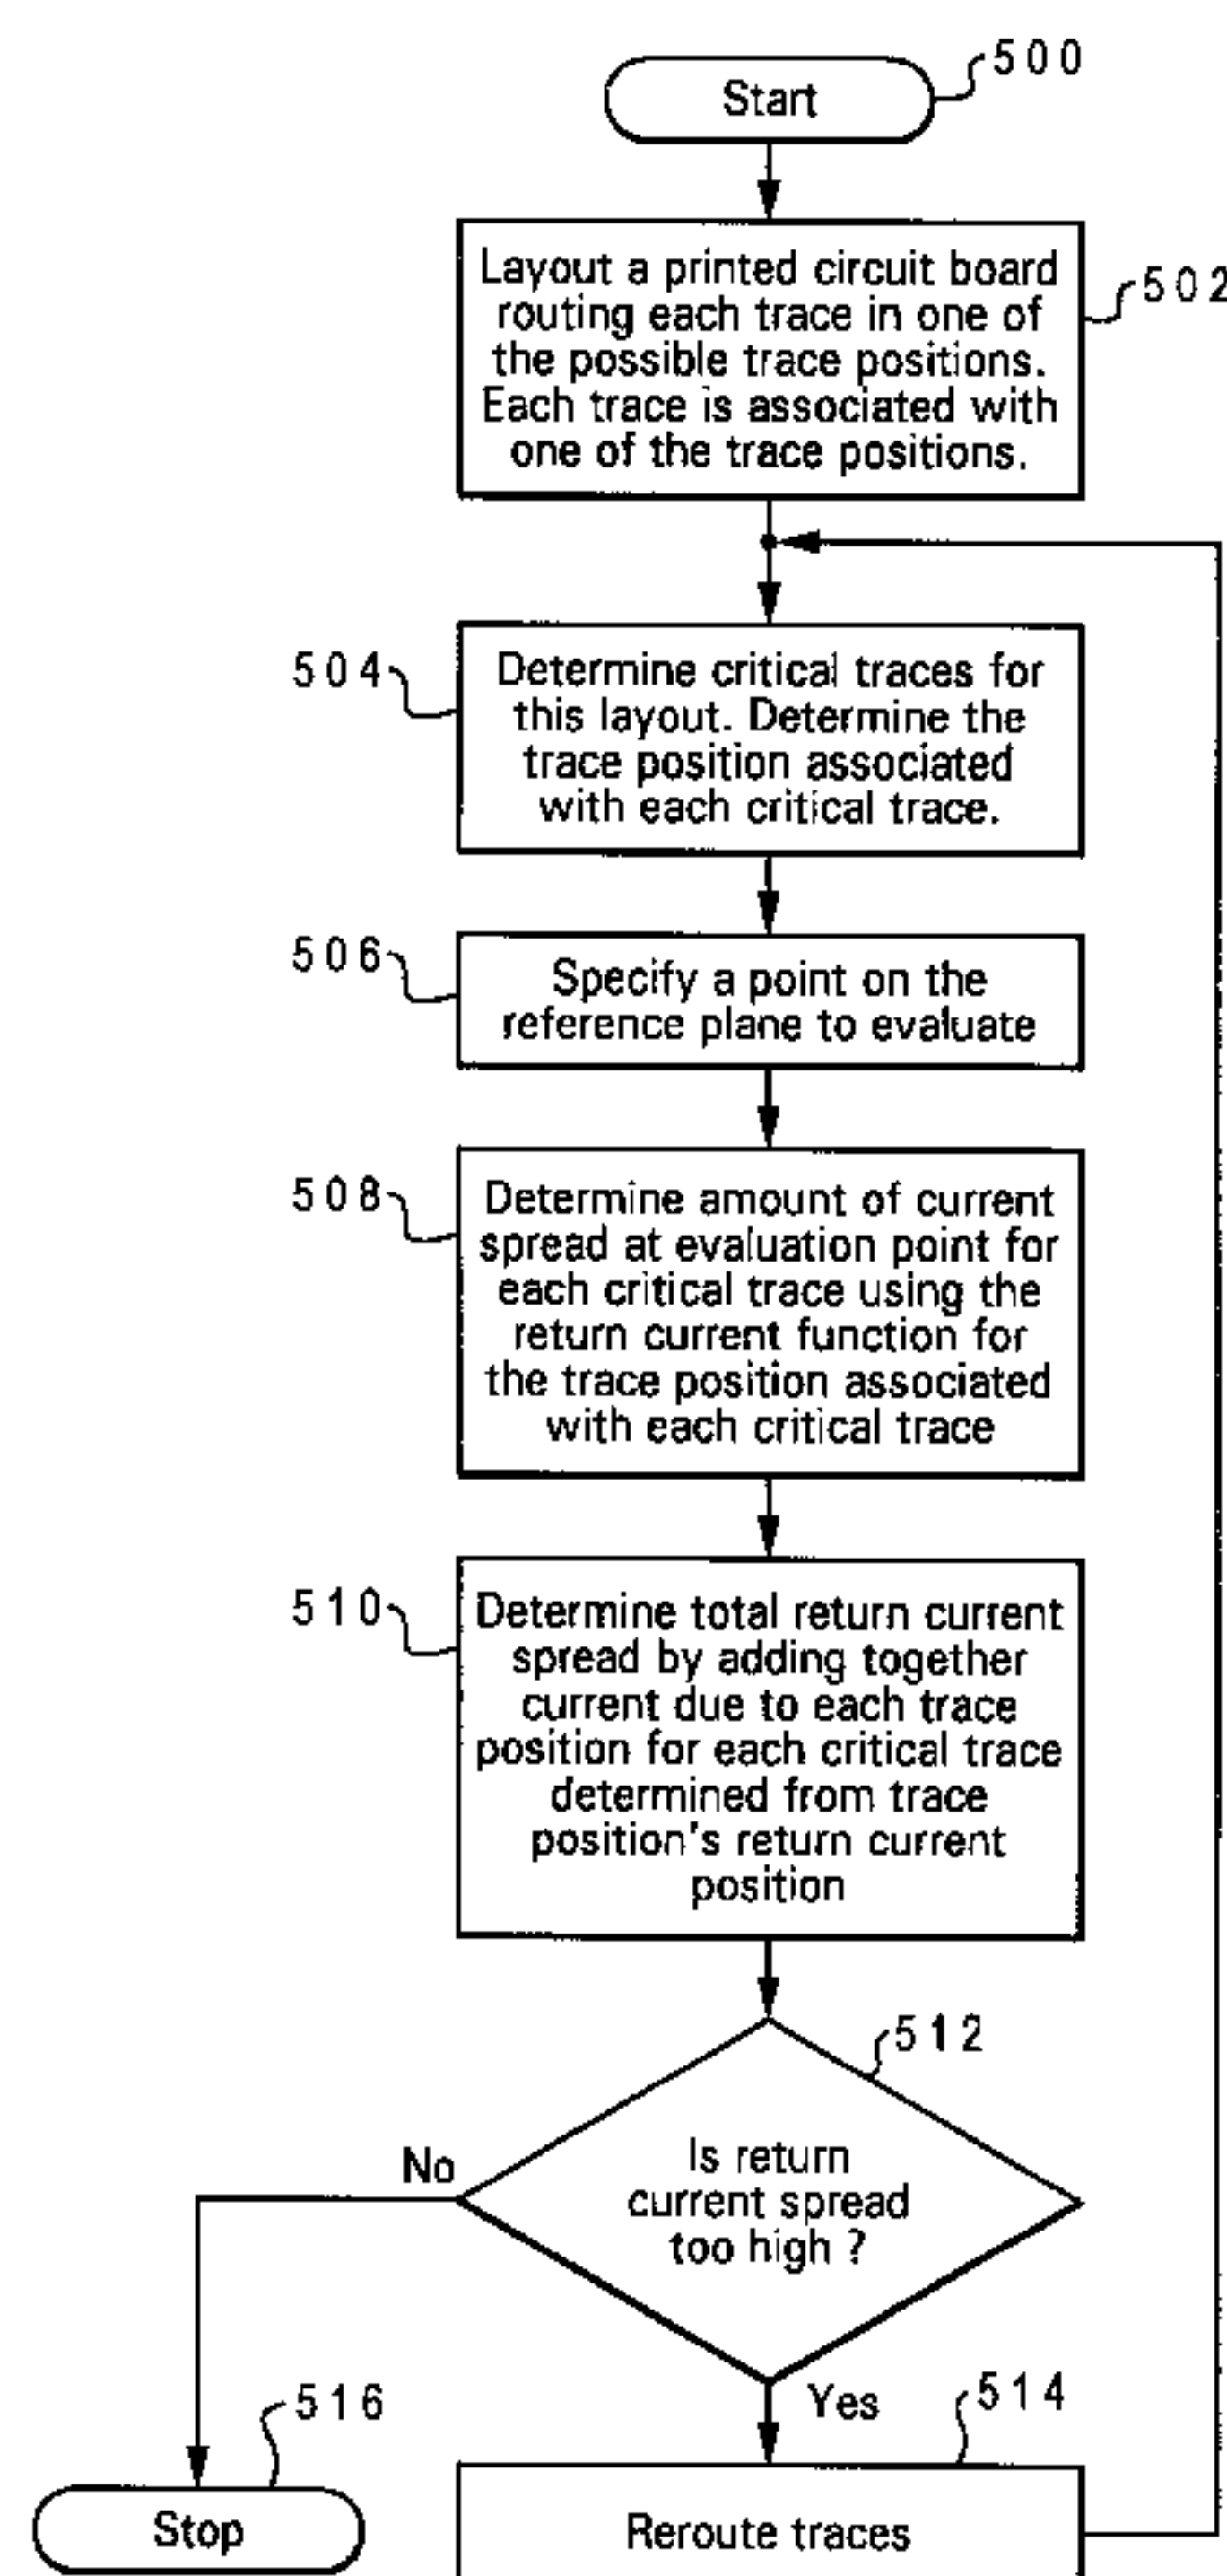 500
Start
Layout a printed circuit board
routing each trace in one of
the possible trace positions.
Each trace is associated with
one of the trace positions.
502
504
Determine critical traces for
this layout. Determine the
trace position associated
with each critical trace.
506
Specify a point on the
reference plane to evaluate
508
Determine amount of current
spread at evaluation point for
each critical trace using the
return current function for
the trace position associated
with each critical trace
510
Determine total return current
spread by adding together
current due to each trace
position for each critical trace
determined from trace
position's return current
position
512
Is return
current spread
too high ?
No
Yes
514
516
Stop
Reroute traces